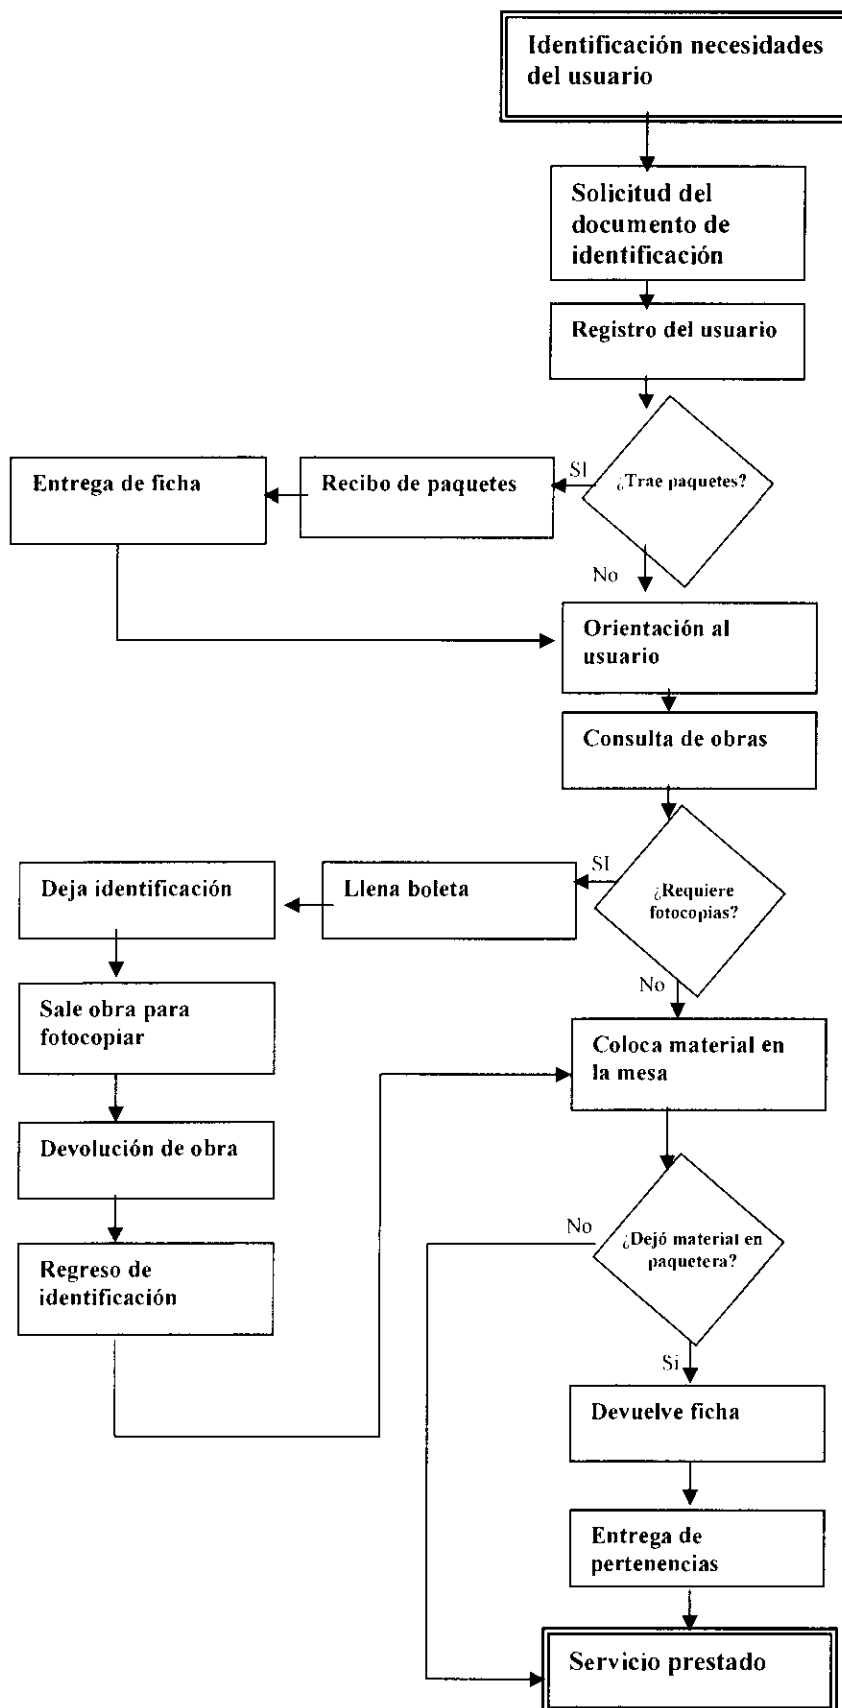 Identificación necesidades
del usuario
Solicitud del
documento de
identificación
Registro del usuario
¿Trae paquetes?
SI
Recibo de paquetes
Entrega de ficha
No
Orientación al
usuario
Consulta de obras
¿Requiere
fotocopias?
SI
Llena boleta
Deja identificación
No
Sale obra para
fotocopiar
Coloca material en
la mesa
Devolución de obra
Regreso de
identificación
¿Dejó material en
paquetera?
No
Si
Devuelve ficha
Entrega de
pertenencias
Servicio prestado